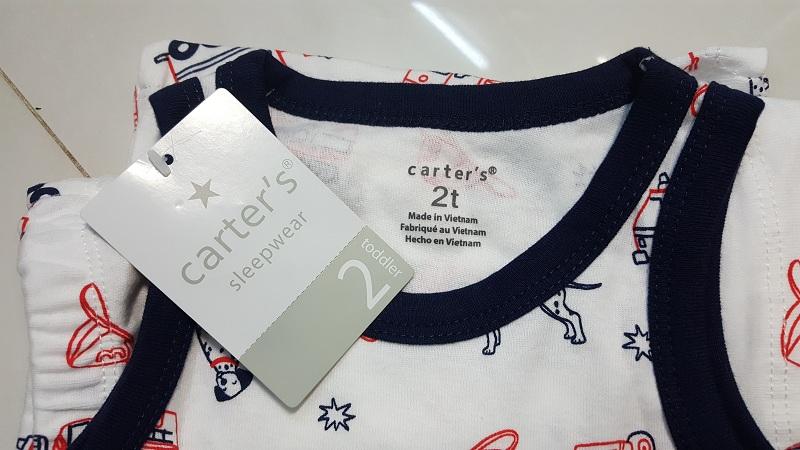 carter's®
sleepwear
toddler
2
carter's®
2t
Made in Vietnam
Fabriqué au Vietnam
Hecho en Vietnam